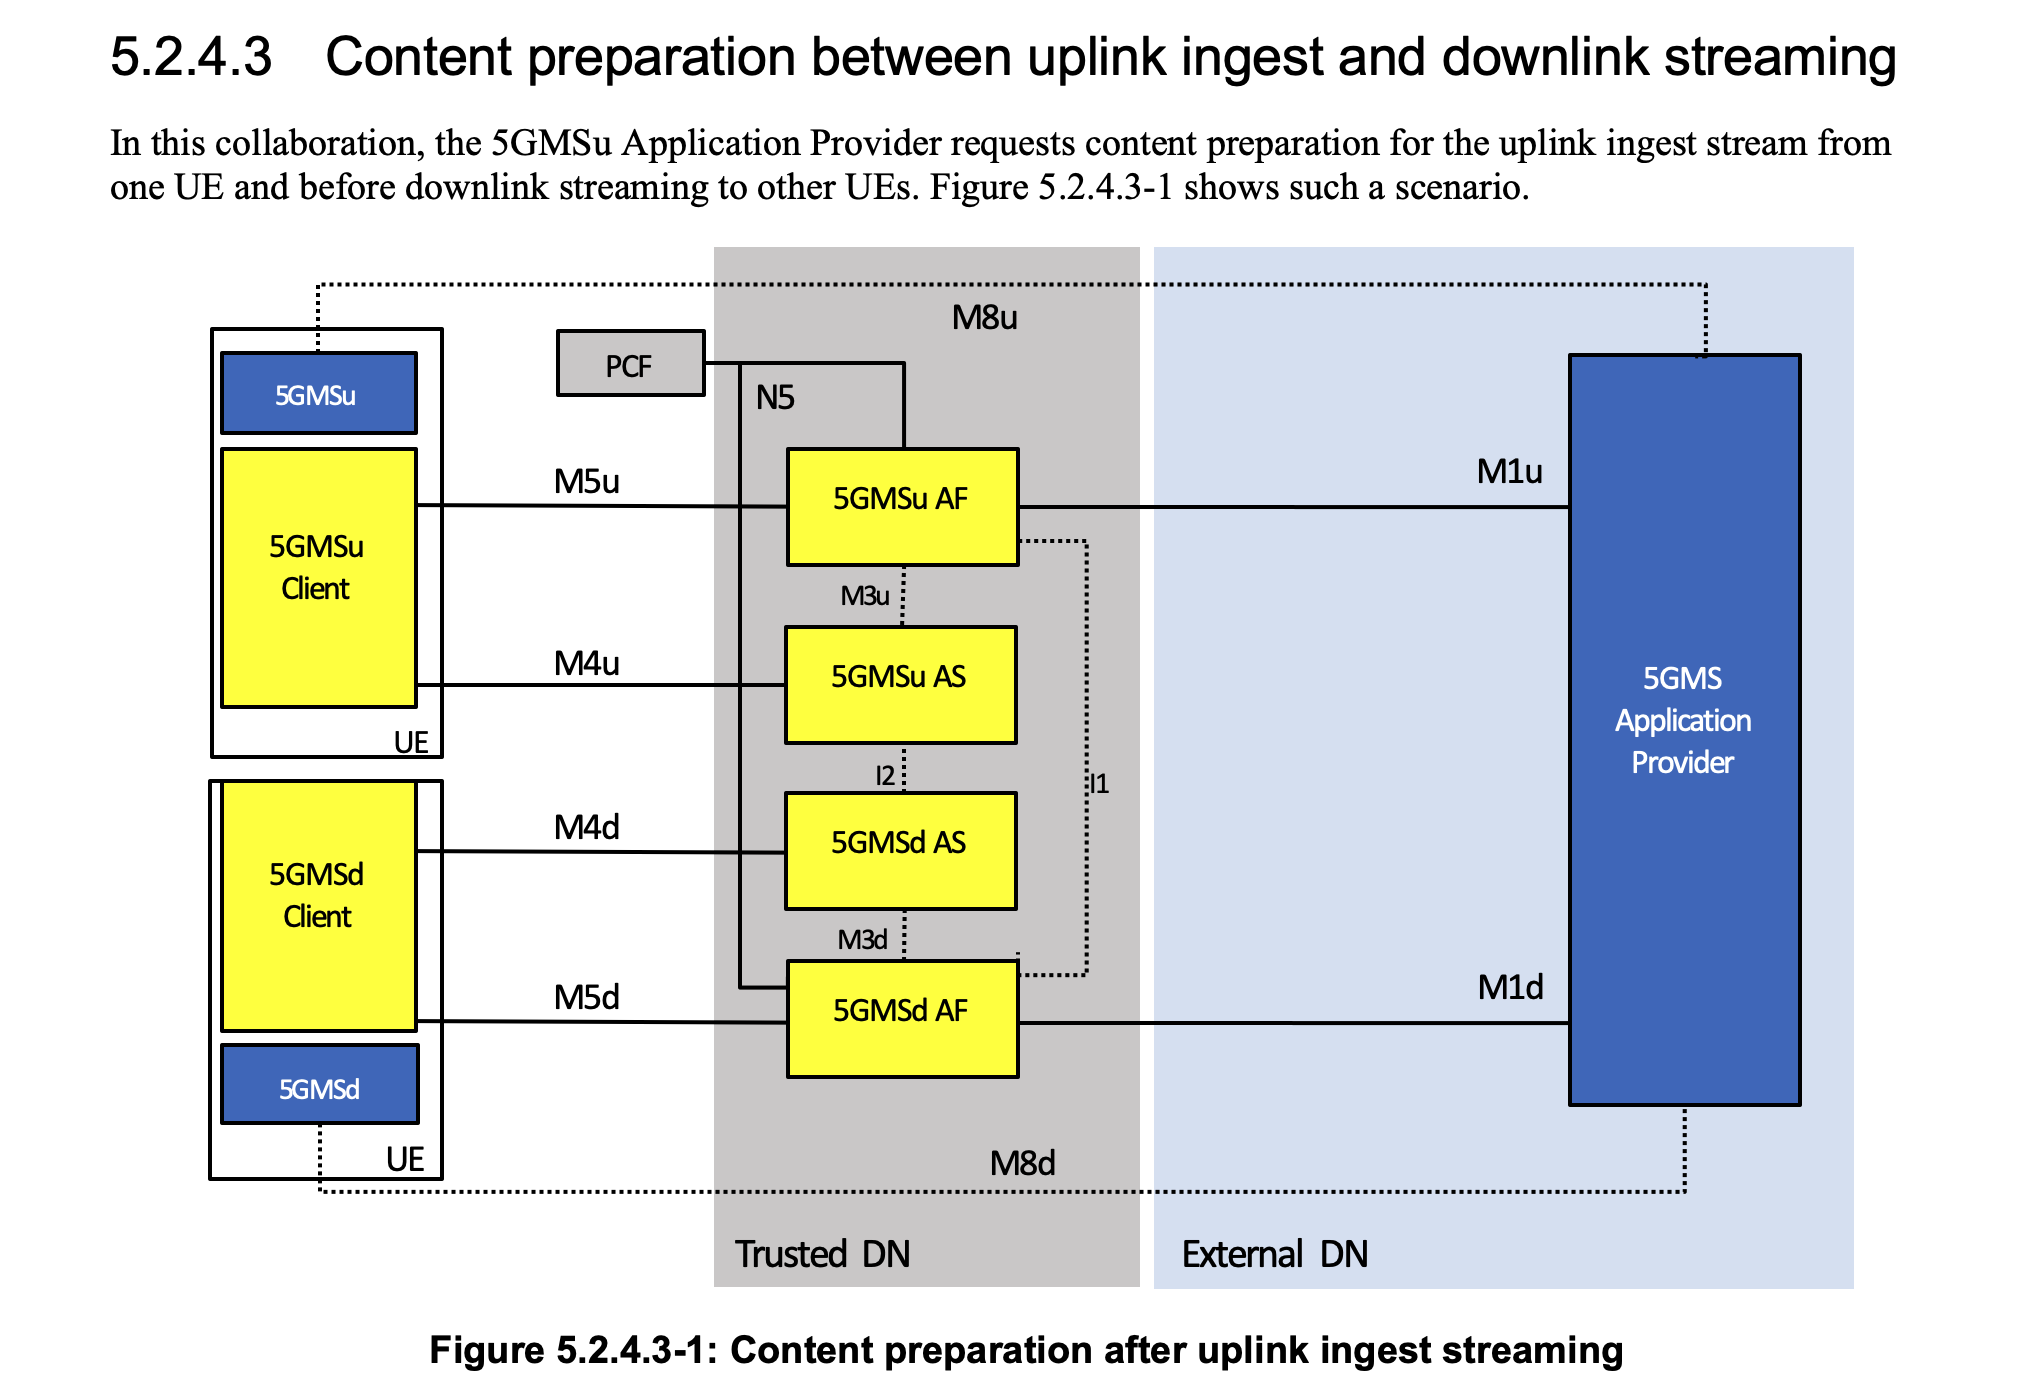 5.2.4.3 Content preparation between uplink ingest and downlink streaming
In this collaboration, the 5GMSu Application Provider requests content preparation for the uplink ingest stream from
one UE and before downlink streaming to other UEs. Figure 5.2.4.3-1 shows such a scenario.
M8u
PCF
N5
5GMSu
M5u
5GMSu AF
M1u
5GMSu
Client
M3u
M4u
5GMSu AS
5GMS
Application
Provider
UE
I2
I1
M4d
5GMSd AS
5GMSd
Client
M3d
M5d
5GMSd AF
M1d
5GMSd
UE
M8d
Trusted DN
External DN
Figure 5.2.4.3-1: Content preparation after uplink ingest streaming